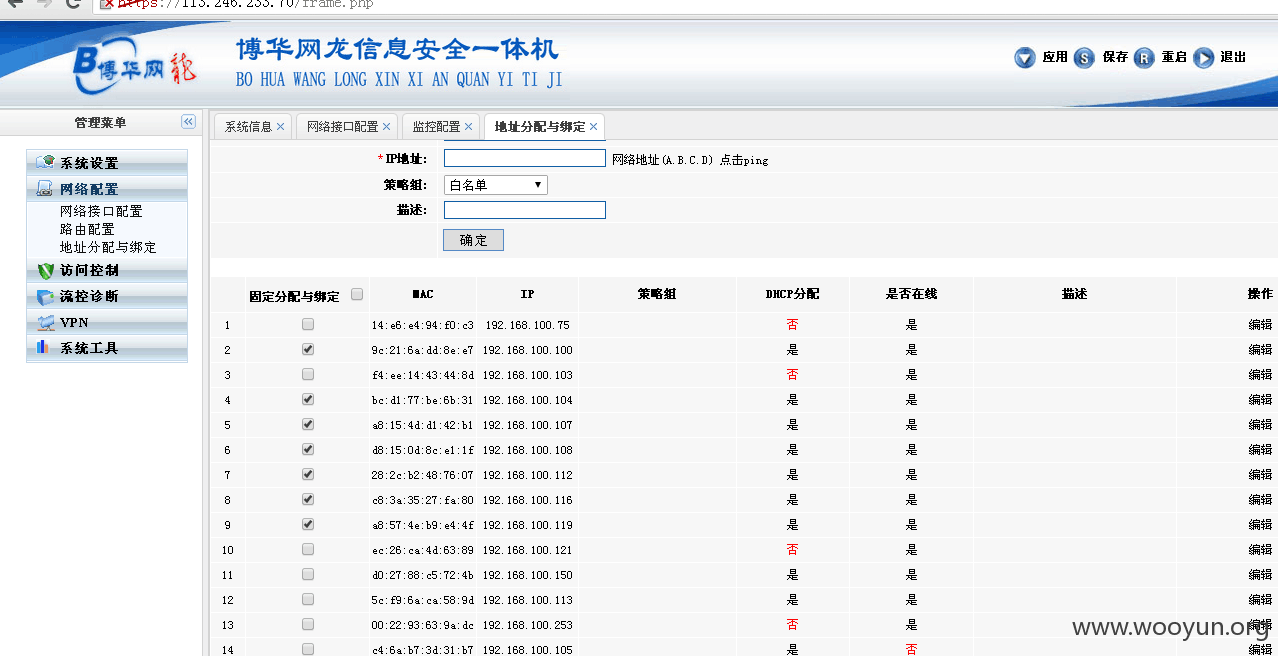 https://113.246.233.70/frame.php
B博华网龙
博华网龙信息安全一体机
BO HUA WANG LONG XIN XI AN QUAN YI TI JI
应用 S 保存 R 重启 退出
管理菜单 «
系统信息 × 网络接口配置 × 监控配置 × 地址分配与绑定 ×
系统设置
网络配置
网络接口配置
路由配置
地址分配与绑定
访问控制
流控诊断
VPN
系统工具
*IP地址: 网络地址(A.B.C.D) 点击ping
策略组: 白名单
描述:
确定
固定分配与绑定 MAC IP 策略组 DHCP分配 是否在线 描述 操作
1 14:e6:e4:94:f0:c3 192.168.100.75 否 是 编辑
2 9c:21:6a:dd:8e:e7 192.168.100.100 是 是 编辑
3 f4:ee:14:43:44:8d 192.168.100.103 否 是 编辑
4 bc:d1:77:be:6b:31 192.168.100.104 是 是 编辑
5 a8:15:4d:d1:42:b1 192.168.100.107 是 是 编辑
6 d8:15:0d:8c:e1:1f 192.168.100.108 是 是 编辑
7 28:2c:b2:48:76:07 192.168.100.112 是 是 编辑
8 c8:3a:35:27:fa:80 192.168.100.116 是 是 编辑
9 a8:57:4e:b9:e4:4f 192.168.100.119 是 是 编辑
10 ec:26:ca:4d:63:89 192.168.100.121 否 是 编辑
11 d0:27:88:c5:72:4b 192.168.100.150 是 是 编辑
12 5c:f9:6a:ca:58:9d 192.168.100.113 是 是 编辑
13 00:22:93:63:9a:dc 192.168.100.253 否 是 编辑
14 c4:6a:b7:3d:31:b7 192.168.100.105 是 否 编辑
www.wooyun.org